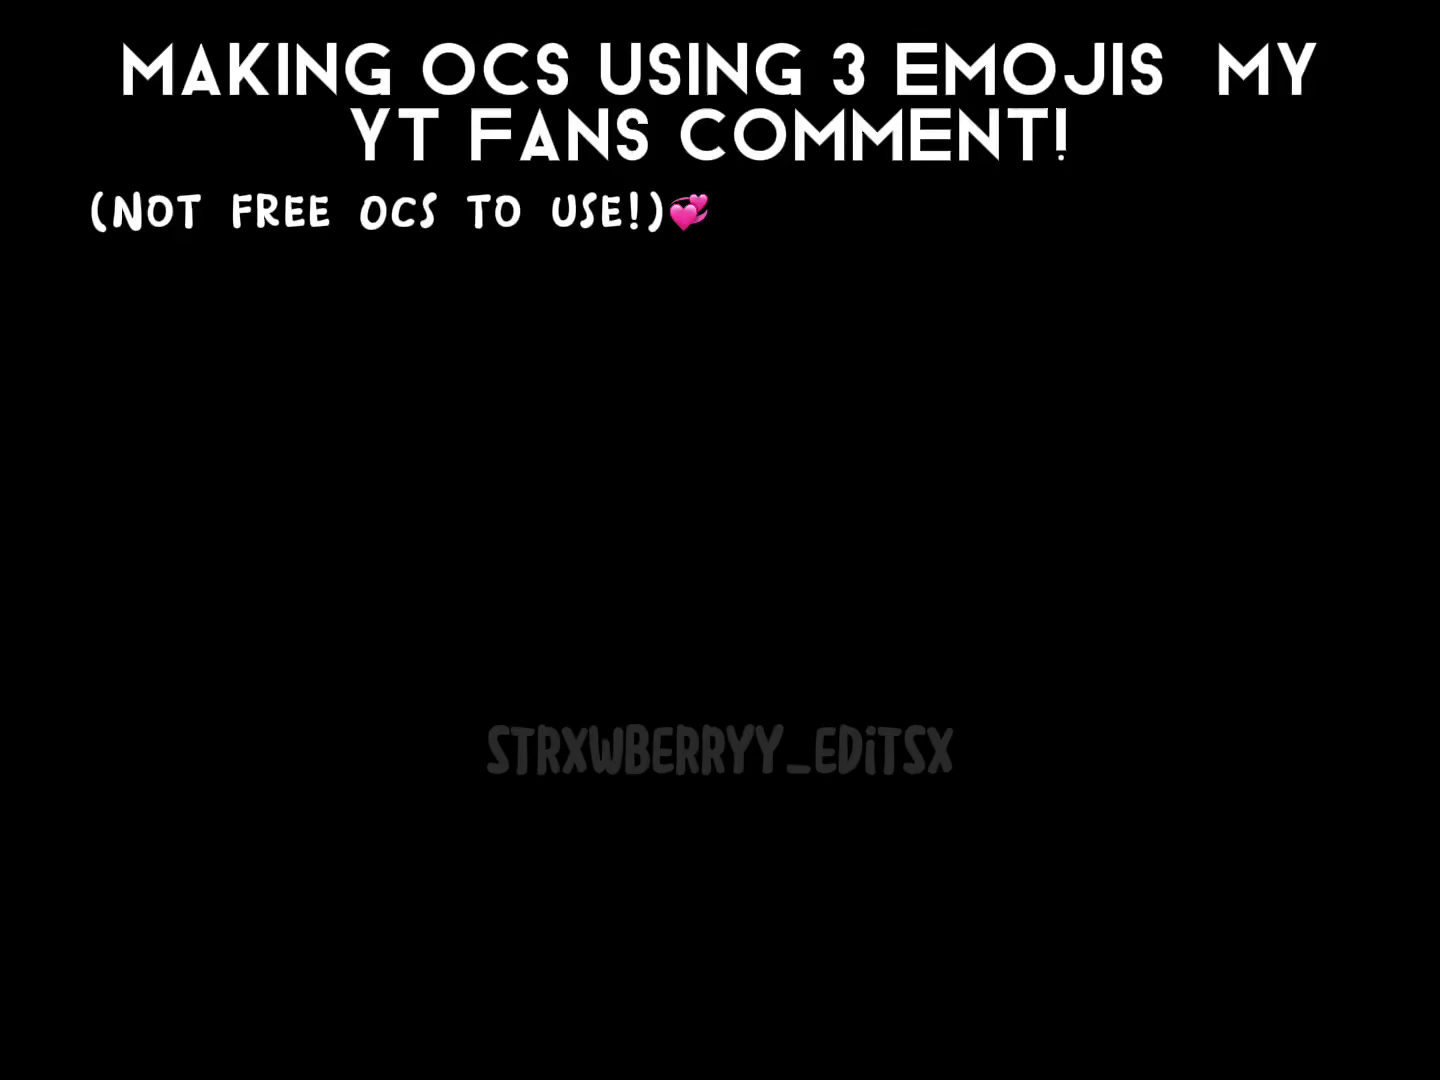 MAKING OCS USING 3 EMOJIS MY
YT FANS COMMENT!
(NOT FREE OCS TO USE!)💞
STRXWBERRYY_EDiTSX